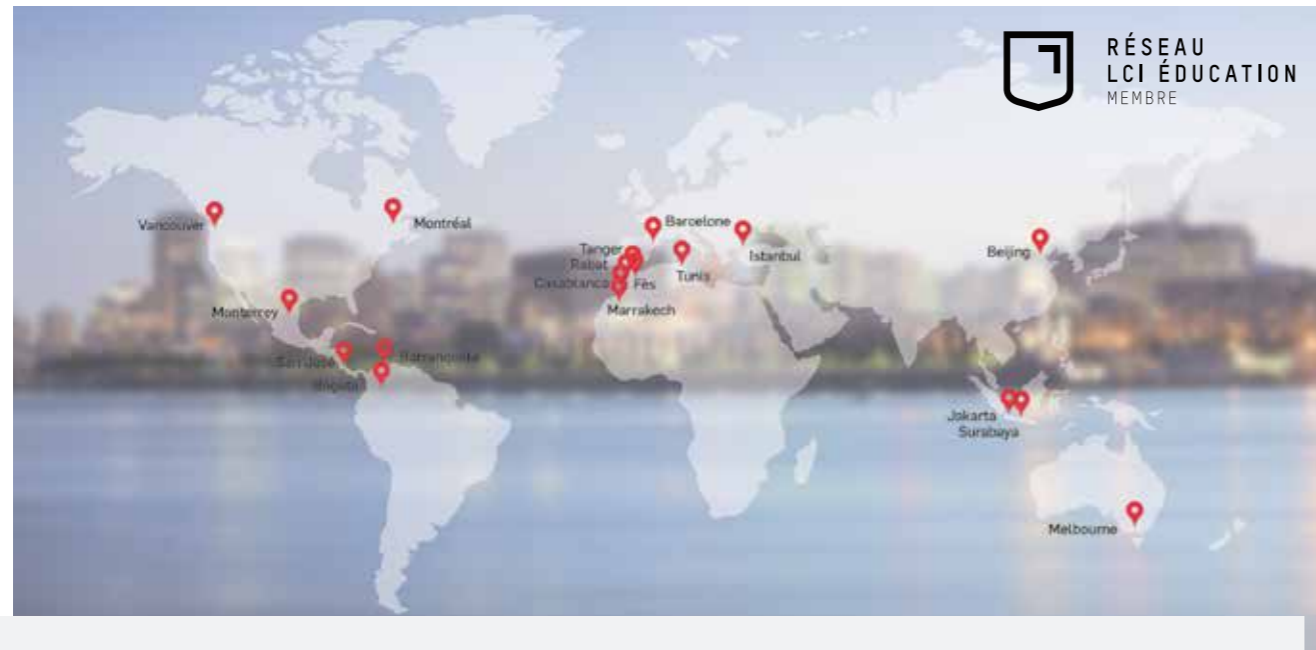 RÉSEAU
LCI ÉDUCATION
MEMBRE
Vancouver
Montréal
Barcelone
Istanbul
Beijing
Tanger
Rabat
Casablanca
Fès
Tunis
Marrakech
Monterrey
San José
Barranquilla
Bogota
Jakarta
Surabaya
Melbourne